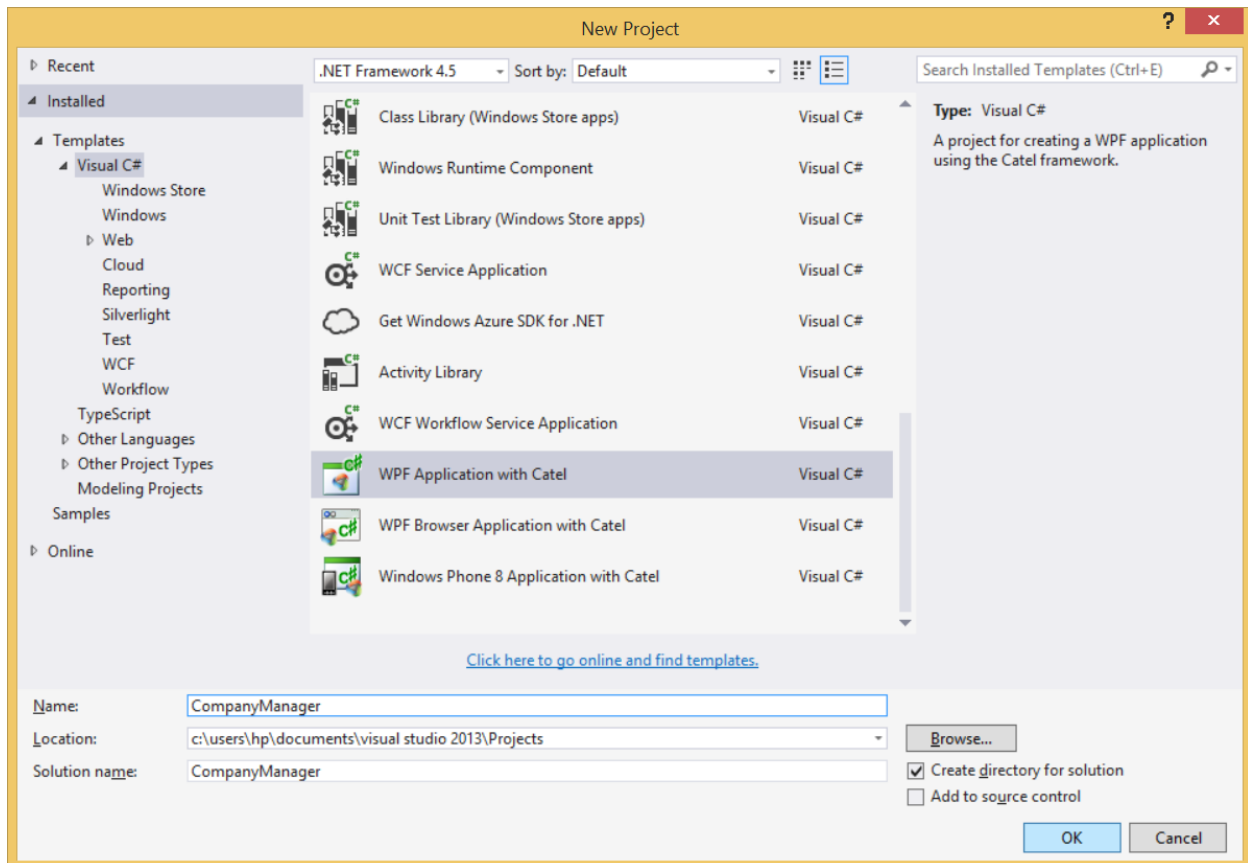 New Project
?
Recent
Installed
Templates
Visual C#
Windows Store
Windows
Web
Cloud
Reporting
Silverlight
Test
WCF
Workflow
TypeScript
Other Languages
Other Project Types
Modeling Projects
Samples
Online
.NET Framework 4.5 Sort by: Default
Class Library (Windows Store apps) Visual C#
Windows Runtime Component Visual C#
Unit Test Library (Windows Store apps) Visual C#
WCF Service Application Visual C#
Get Windows Azure SDK for .NET Visual C#
Activity Library Visual C#
WCF Workflow Service Application Visual C#
WPF Application with Catel Visual C#
WPF Browser Application with Catel Visual C#
Windows Phone 8 Application with Catel Visual C#
Click here to go online and find templates.
Search Installed Templates (Ctrl+E)
Type: Visual C#
A project for creating a WPF application
using the Catel framework.
Name: CompanyManager
Location: c:\users\hp\documents\visual studio 2013\Projects Browse...
Solution name: CompanyManager
Create directory for solution
Add to source control
OK Cancel